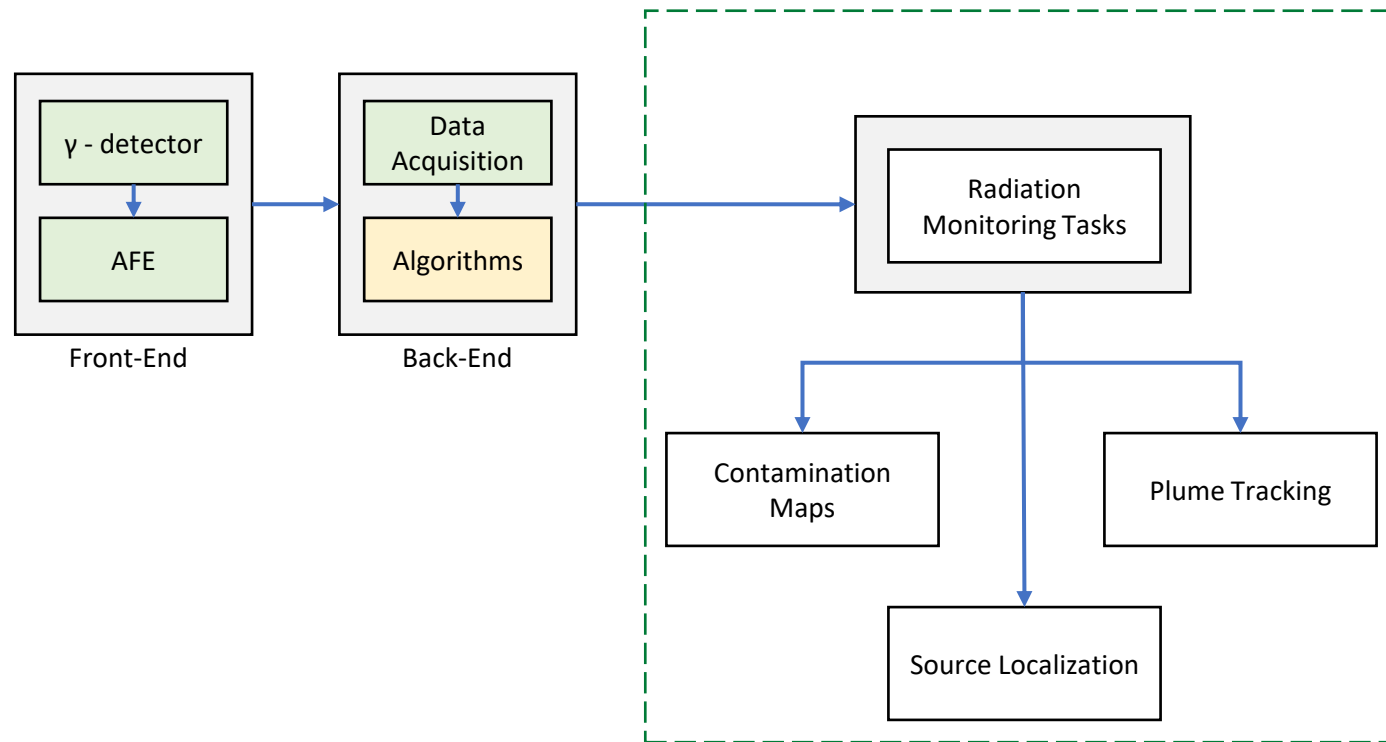 γ - detector
AFE
Front-End
Data
Acquisition
Algorithms
Back-End
Radiation
Monitoring Tasks
Contamination
Maps
Plume Tracking
Source Localization